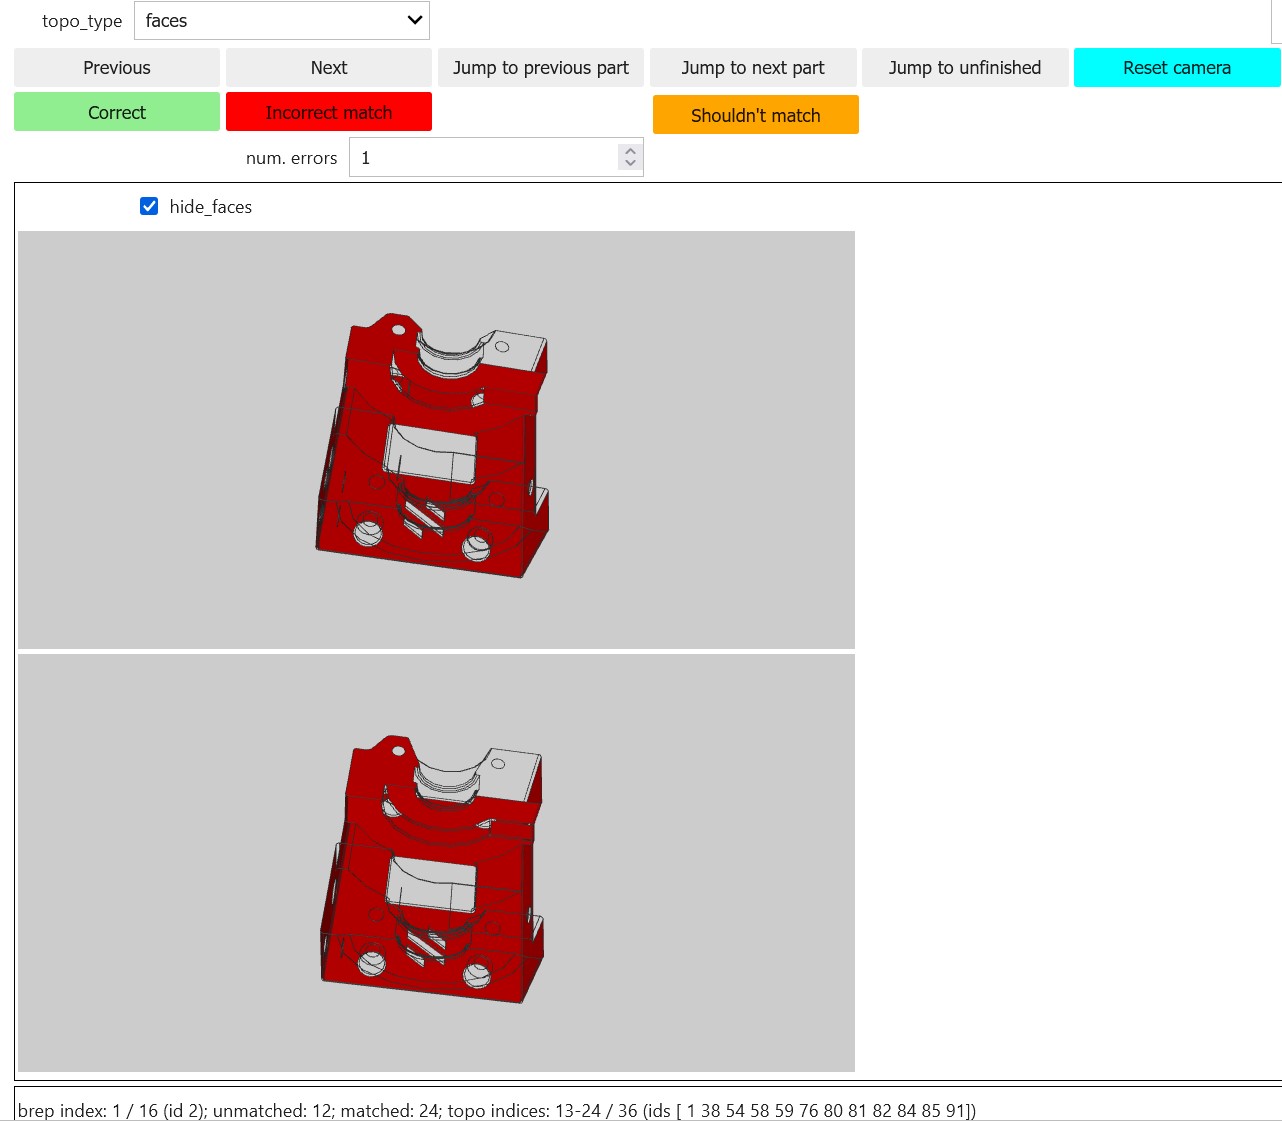 topo_type faces
Previous Next Jump to previous part Jump to next part Jump to unfinished Reset camera
Correct Incorrect match Shouldn't match
num. errors 1
hide_faces
brep index: 1 / 16 (id 2); unmatched: 12; matched: 24; topo indices: 13-24 / 36 (ids [ 1 38 54 58 59 76 80 81 82 84 85 91])